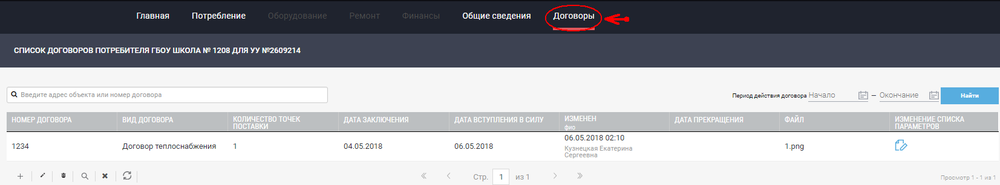 Главная Потребление Оборудование Ремонт Финансы Общие сведения Договоры
СПИСОК ДОГОВОРОВ ПОТРЕБИТЕЛЯ ГБОУ ШКОЛА № 1208 ДЛЯ УУ №2609214
Введите адрес объекта или номер договора Период действия договора Начало – Окончание Найти
НОМЕР ДОГОВОРА ВИД ДОГОВОРА КОЛИЧЕСТВО ТОЧЕК ПОСТАВКИ ДАТА ЗАКЛЮЧЕНИЯ ДАТА ВСТУПЛЕНИЯ В СИЛУ ИЗМЕНЕН фио ДАТА ПРЕКРАЩЕНИЯ ФАЙЛ ИЗМЕНЕНИЕ СПИСКА ПАРАМЕТРОВ
1234 Договор теплоснабжения 1 04.05.2018 06.05.2018 06.05.2018 02:10 1.png
Кузнецкая Екатерина
Сергеевна
Стр. 1 из 1 Просмотр 1 - 1 из 1